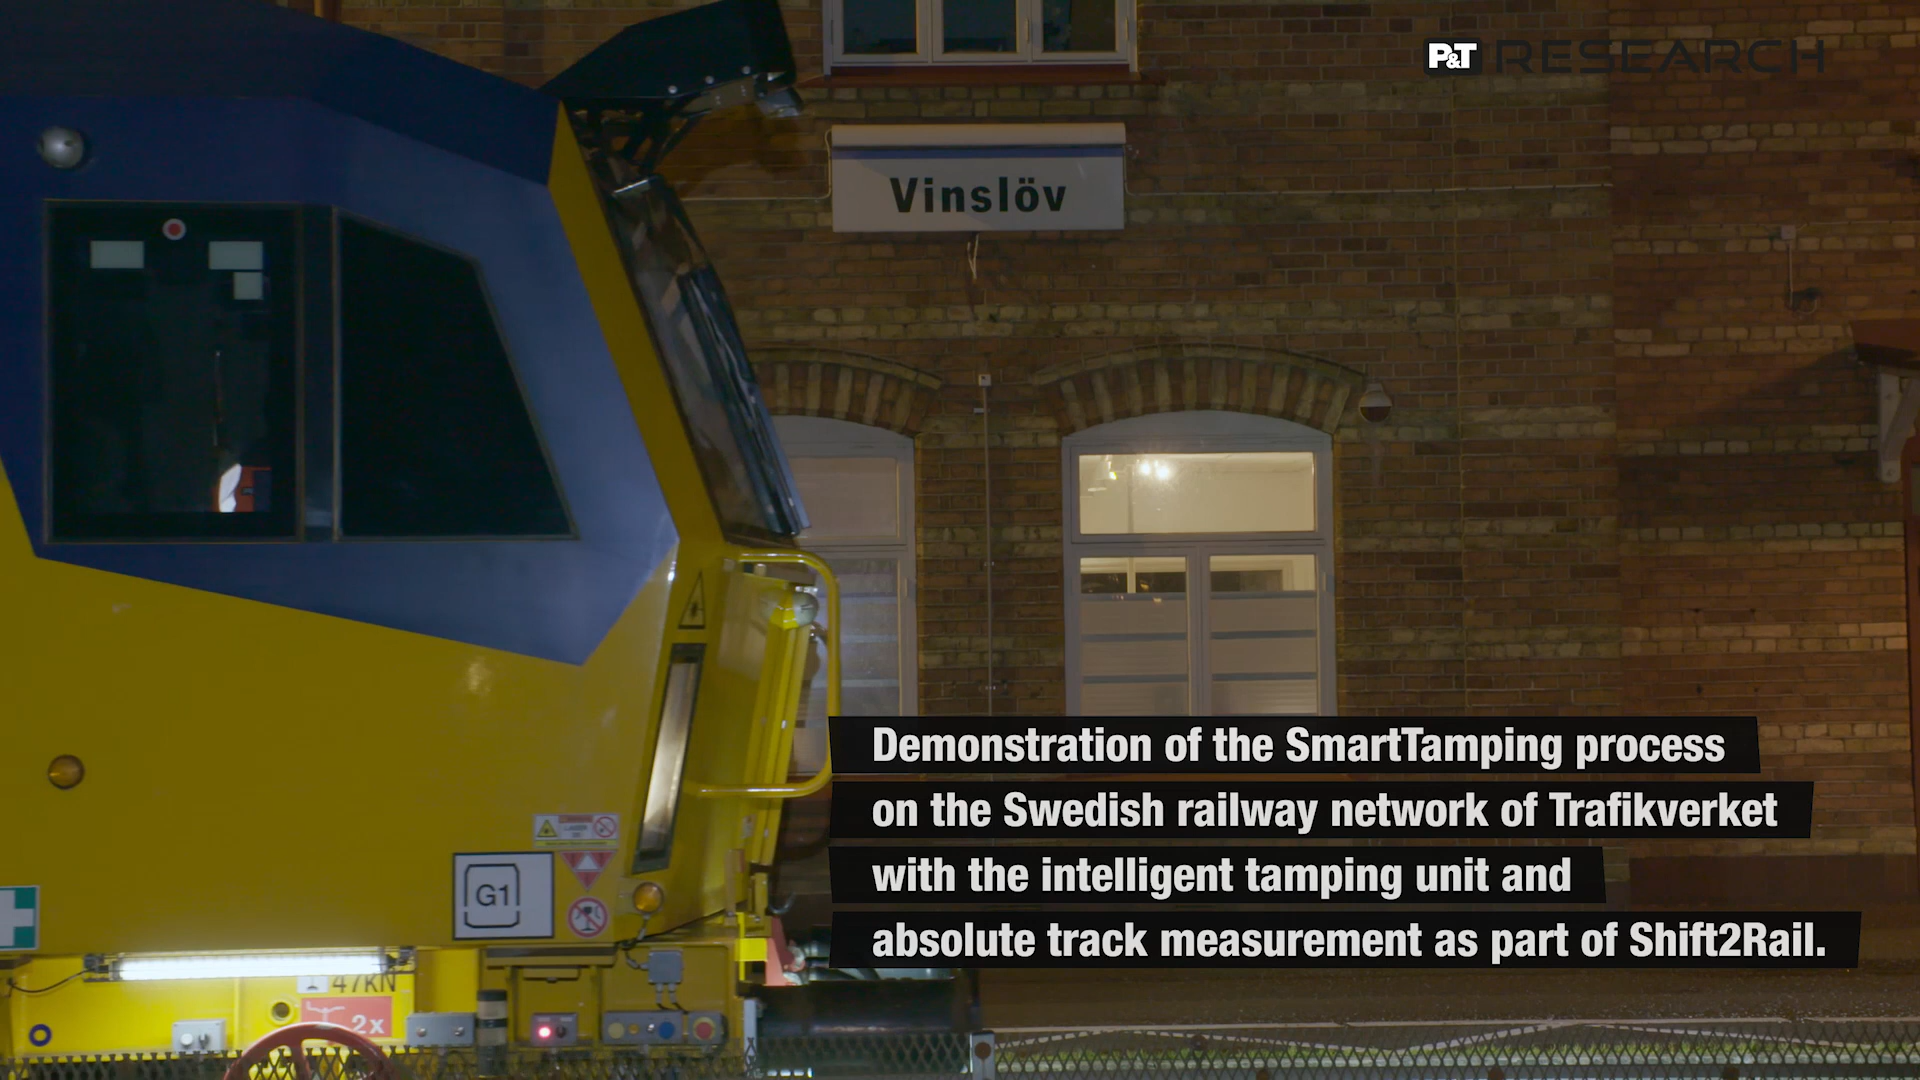 P&T RESEARCH
Vinslöv
Demonstration of the SmartTamping process
on the Swedish railway network of Trafikverket
with the intelligent tamping unit and
absolute track measurement as part of Shift2Rail.
G1
47KN
2x